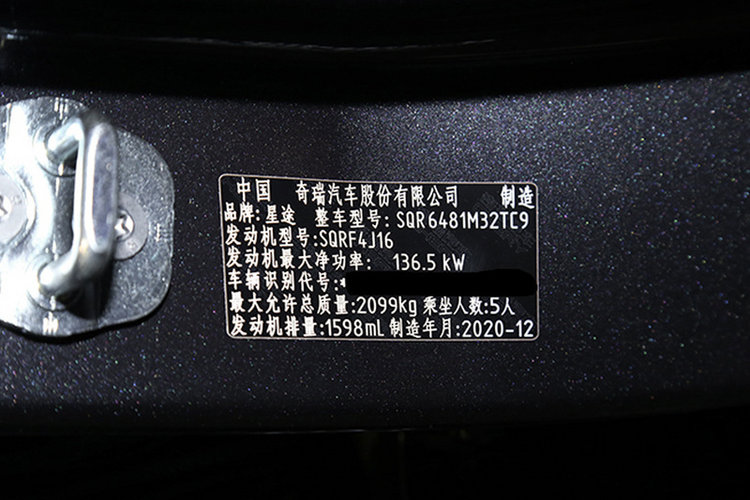 中国 奇瑞汽车股份有限公司 制造
品牌:星途 整车型号:SQR6481M32TC9
发动机型号:SQRF4J16
发动机最大净功率: 136.5 kW
车辆识别代号:*
最大允许总质量:2099kg 乘坐人数:5人
发动机排量:1598mL 制造年月:2020-12